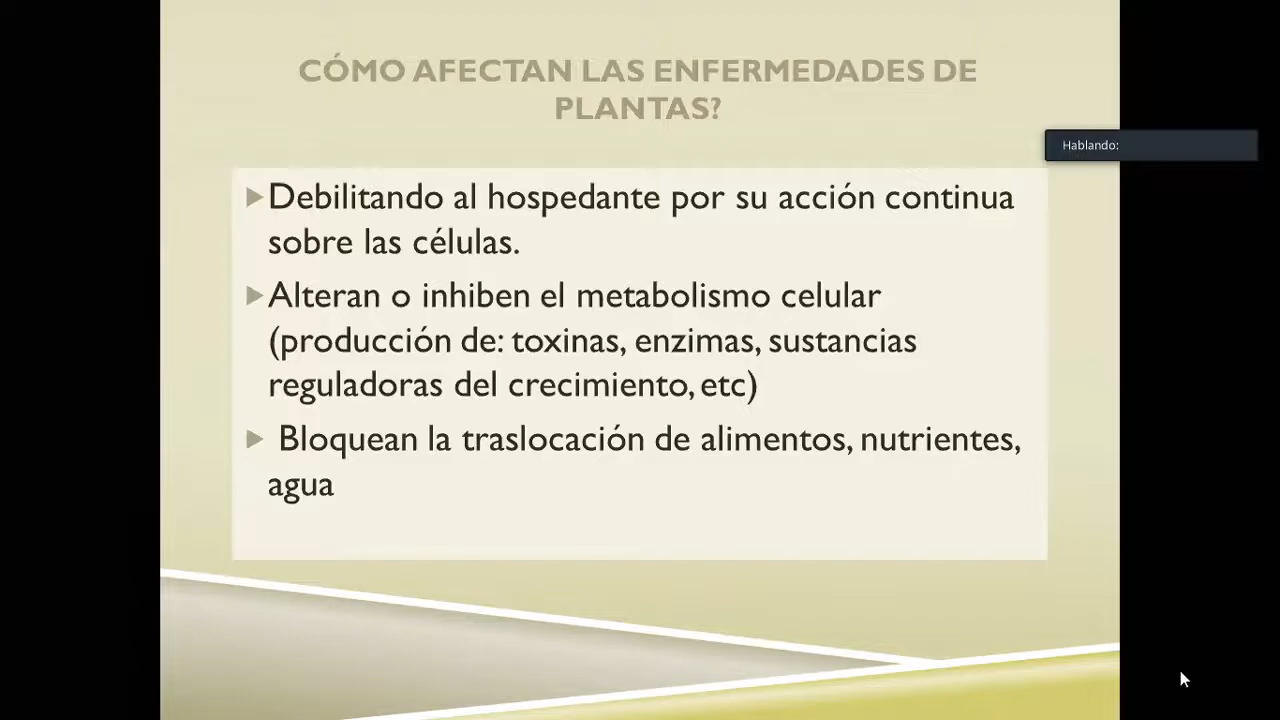 CÓMO AFECTAN LAS ENFERMEDADES DE
PLANTAS?
Hablando:
Debilitando al hospedante por su acción continua
sobre las células.
Alteran o inhiben el metabolismo celular
(producción de: toxinas, enzimas, sustancias
reguladoras del crecimiento, etc)
Bloquean la traslocación de alimentos, nutrientes,
agua